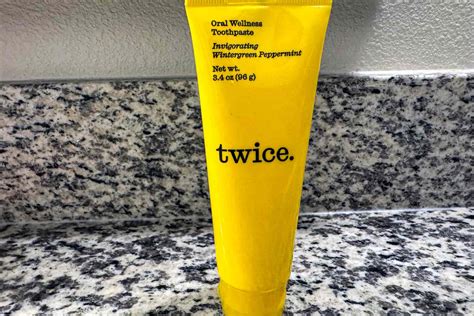 Oral Wellness
Toothpaste
Invigorating
Wintergreen Peppermint
Net wt.
3.4 oz (96 g)
twice.